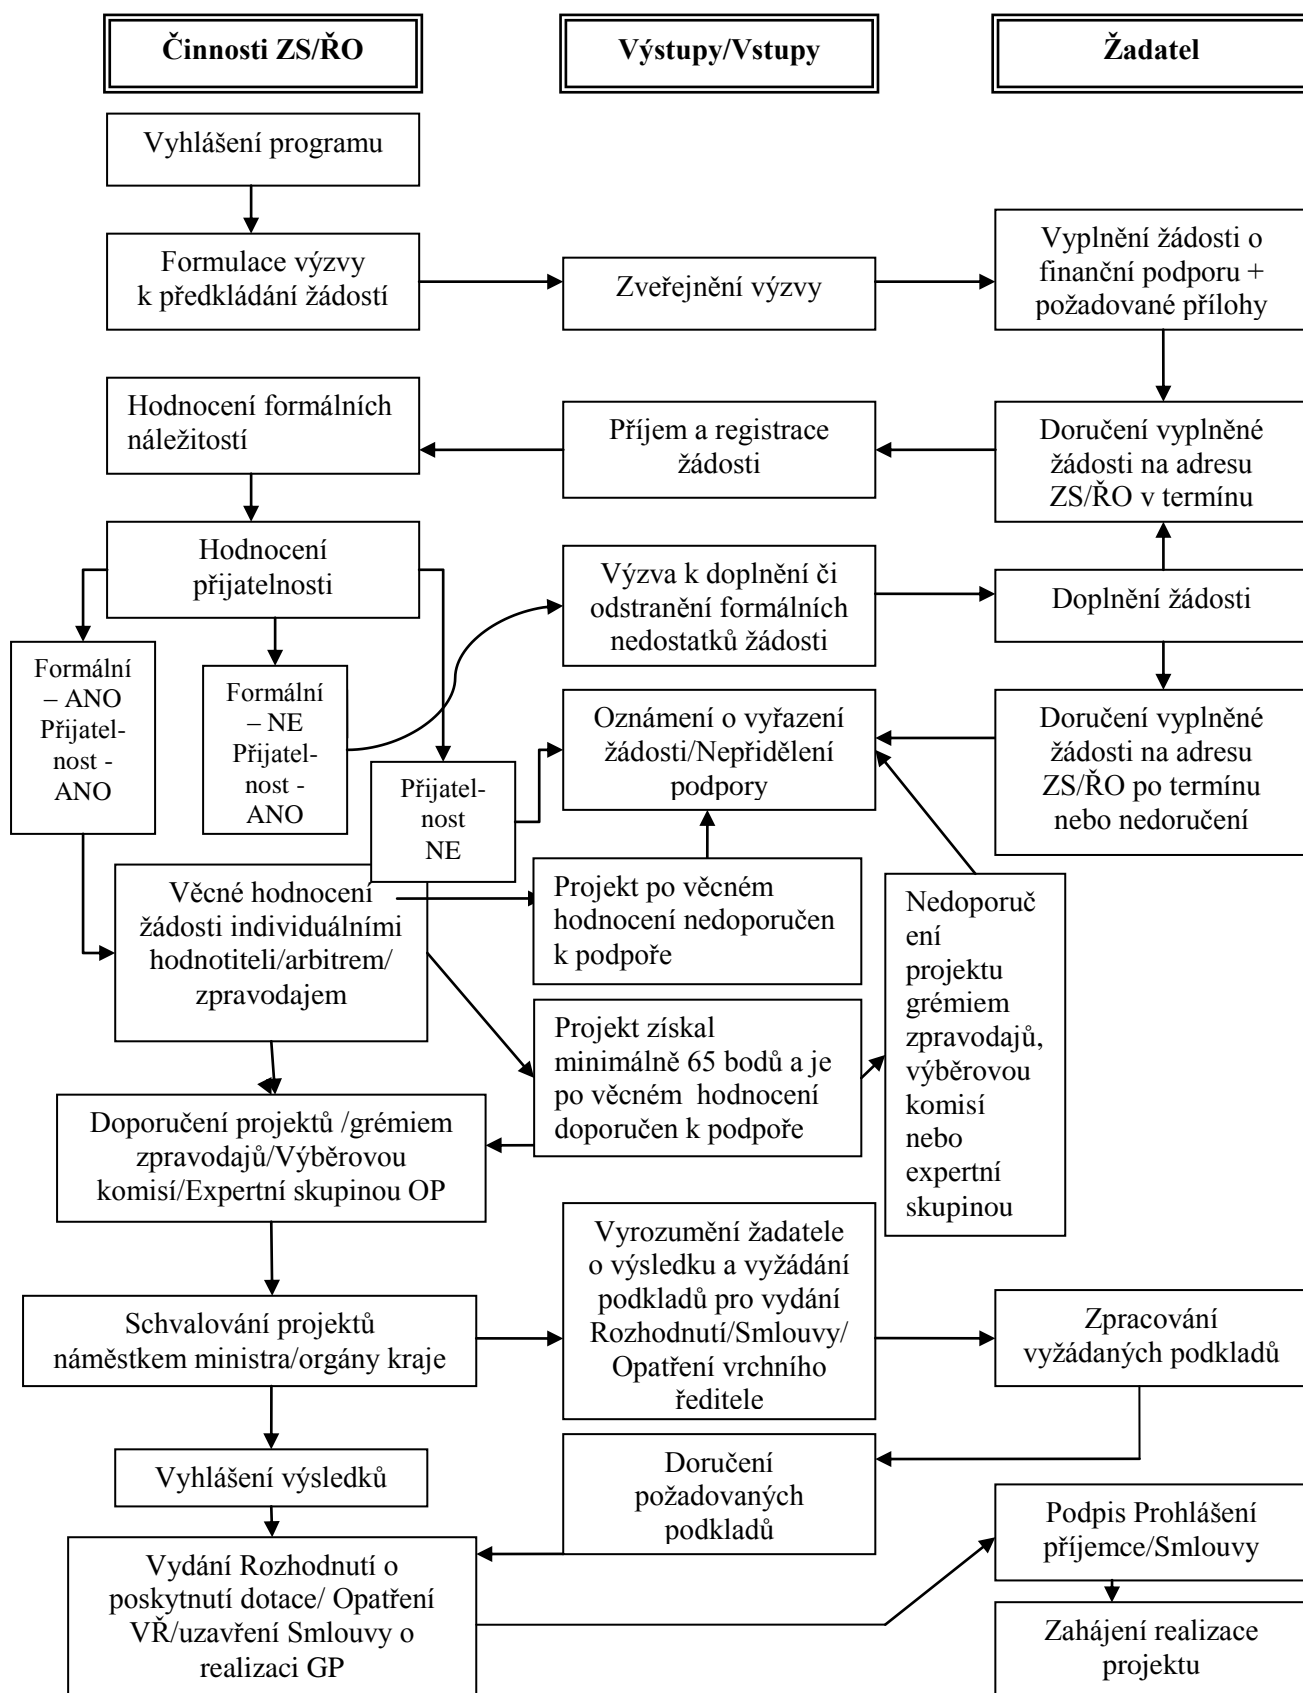 Činnosti ZS/ŘO
Výstupy/Vstupy
Žadatel
Vyhlášení programu
Formulace výzvy
k předkládání žádostí
Zveřejnění výzvy
Vyplnění žádosti o
finanční podporu +
požadované přílohy
Hodnocení formálních
náležitostí
Příjem a registrace
žádosti
Doručení vyplněné
žádosti na adresu
ZS/ŘO v termínu
Hodnocení
přijatelnosti
Výzva k doplnění či
odstranění formálních
nedostatků žádosti
Doplnění žádosti
Formální
– ANO
Přijatel-
nost -
ANO
Formální
– NE
Přijatel-
nost -
ANO
Přijatel-
nost
NE
Oznámení o vyřazení
žádosti/Nepřidělení
podpory
Doručení vyplněné
žádosti na adresu
ZS/ŘO po termínu
nebo nedoručení
Věcné hodnocení
žádosti individuálními
hodnotiteli/arbitrem/
zpravodajem
Projekt po věcném
hodnocení nedoporučen
k podpoře
Nedoporuč
ení
projektu
grémiem
zpravodajů,
výběrovou
komisí
nebo
expertní
skupinou
Projekt získal
minimálně 65 bodů a je
po věcném  hodnocení
doporučen k podpoře
Doporučení projektů /grémiem
zpravodajů/Výběrovou
komisí/Expertní skupinou OP
Vyrozumění žadatele
o výsledku a vyžádání
podkladů pro vydání
Rozhodnutí/Smlouvy/
Opatření vrchního
ředitele
Schvalování projektů
náměstkem ministra/orgány kraje
Zpracování
vyžádaných podkladů
Vyhlášení výsledků
Doručení
požadovaných
podkladů
Podpis Prohlášení
příjemce/Smlouvy
Vydání Rozhodnutí o
poskytnutí dotace/ Opatření
VŘ/uzavření Smlouvy o
realizaci GP
Zahájení realizace
projektu